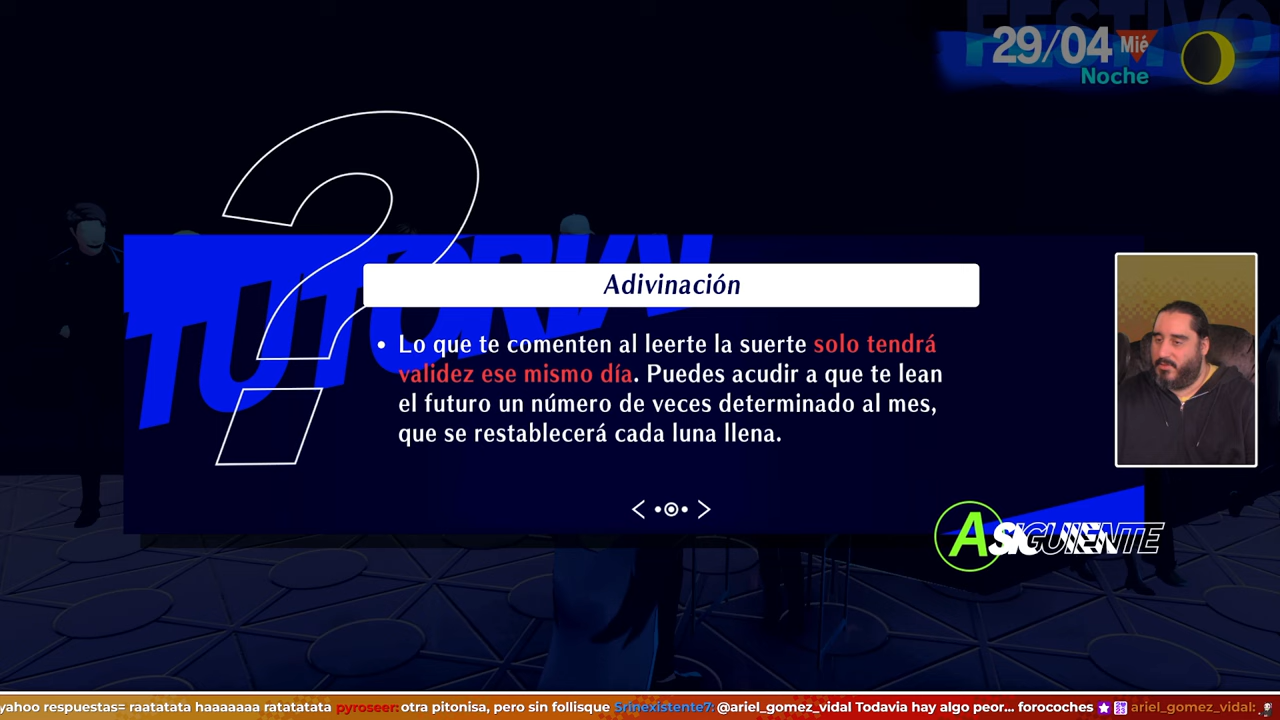 FESTIVO
29/04 Mié
Noche
TUTORIAL
Adivinación
• Lo que te comenten al leerte la suerte solo tendrá
validez ese mismo día. Puedes acudir a que te lean
el futuro un número de veces determinado al mes,
que se restablecerá cada luna llena.
A SIGUIENTE
yahoo respuestas= raatatata haaaaaaa ratatatata pyroseer: otra pitonisa, pero sin follisque Srinexistente7: @ariel_gomez_vidal Todavia hay algo peor... forocoches ariel_gomez_vidal: